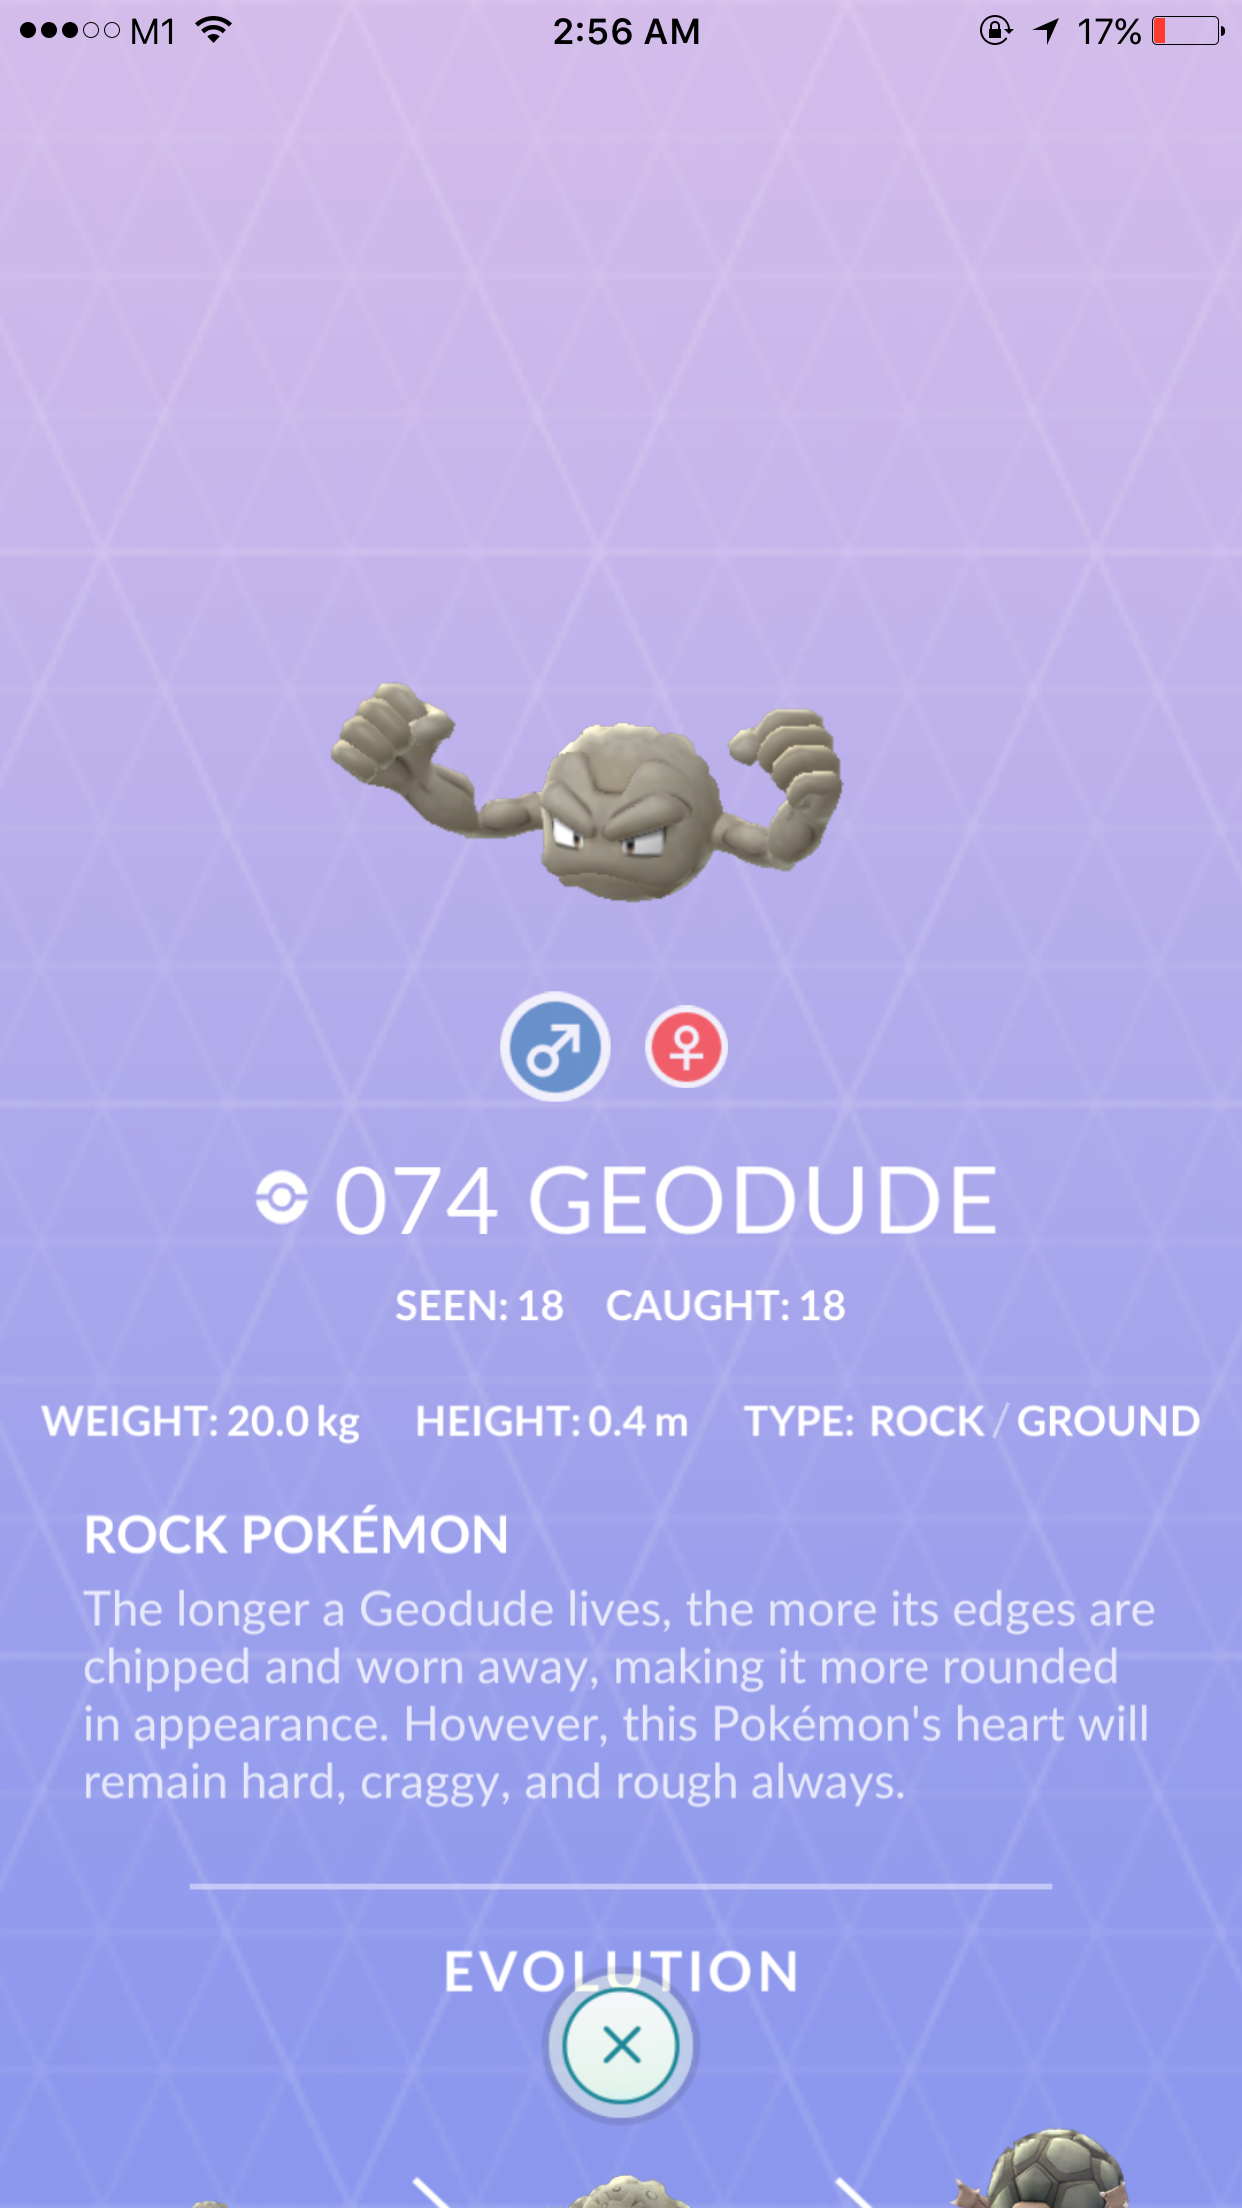 M1 2:56 AM 17%
074 GEODUDE
SEEN: 18 CAUGHT: 18
WEIGHT: 20.0 kg HEIGHT: 0.4 m TYPE: ROCK / GROUND
ROCK POKÉMON
The longer a Geodude lives, the more its edges are
chipped and worn away, making it more rounded
in appearance. However, this Pokémon's heart will
remain hard, craggy, and rough always.
EVOLUTION